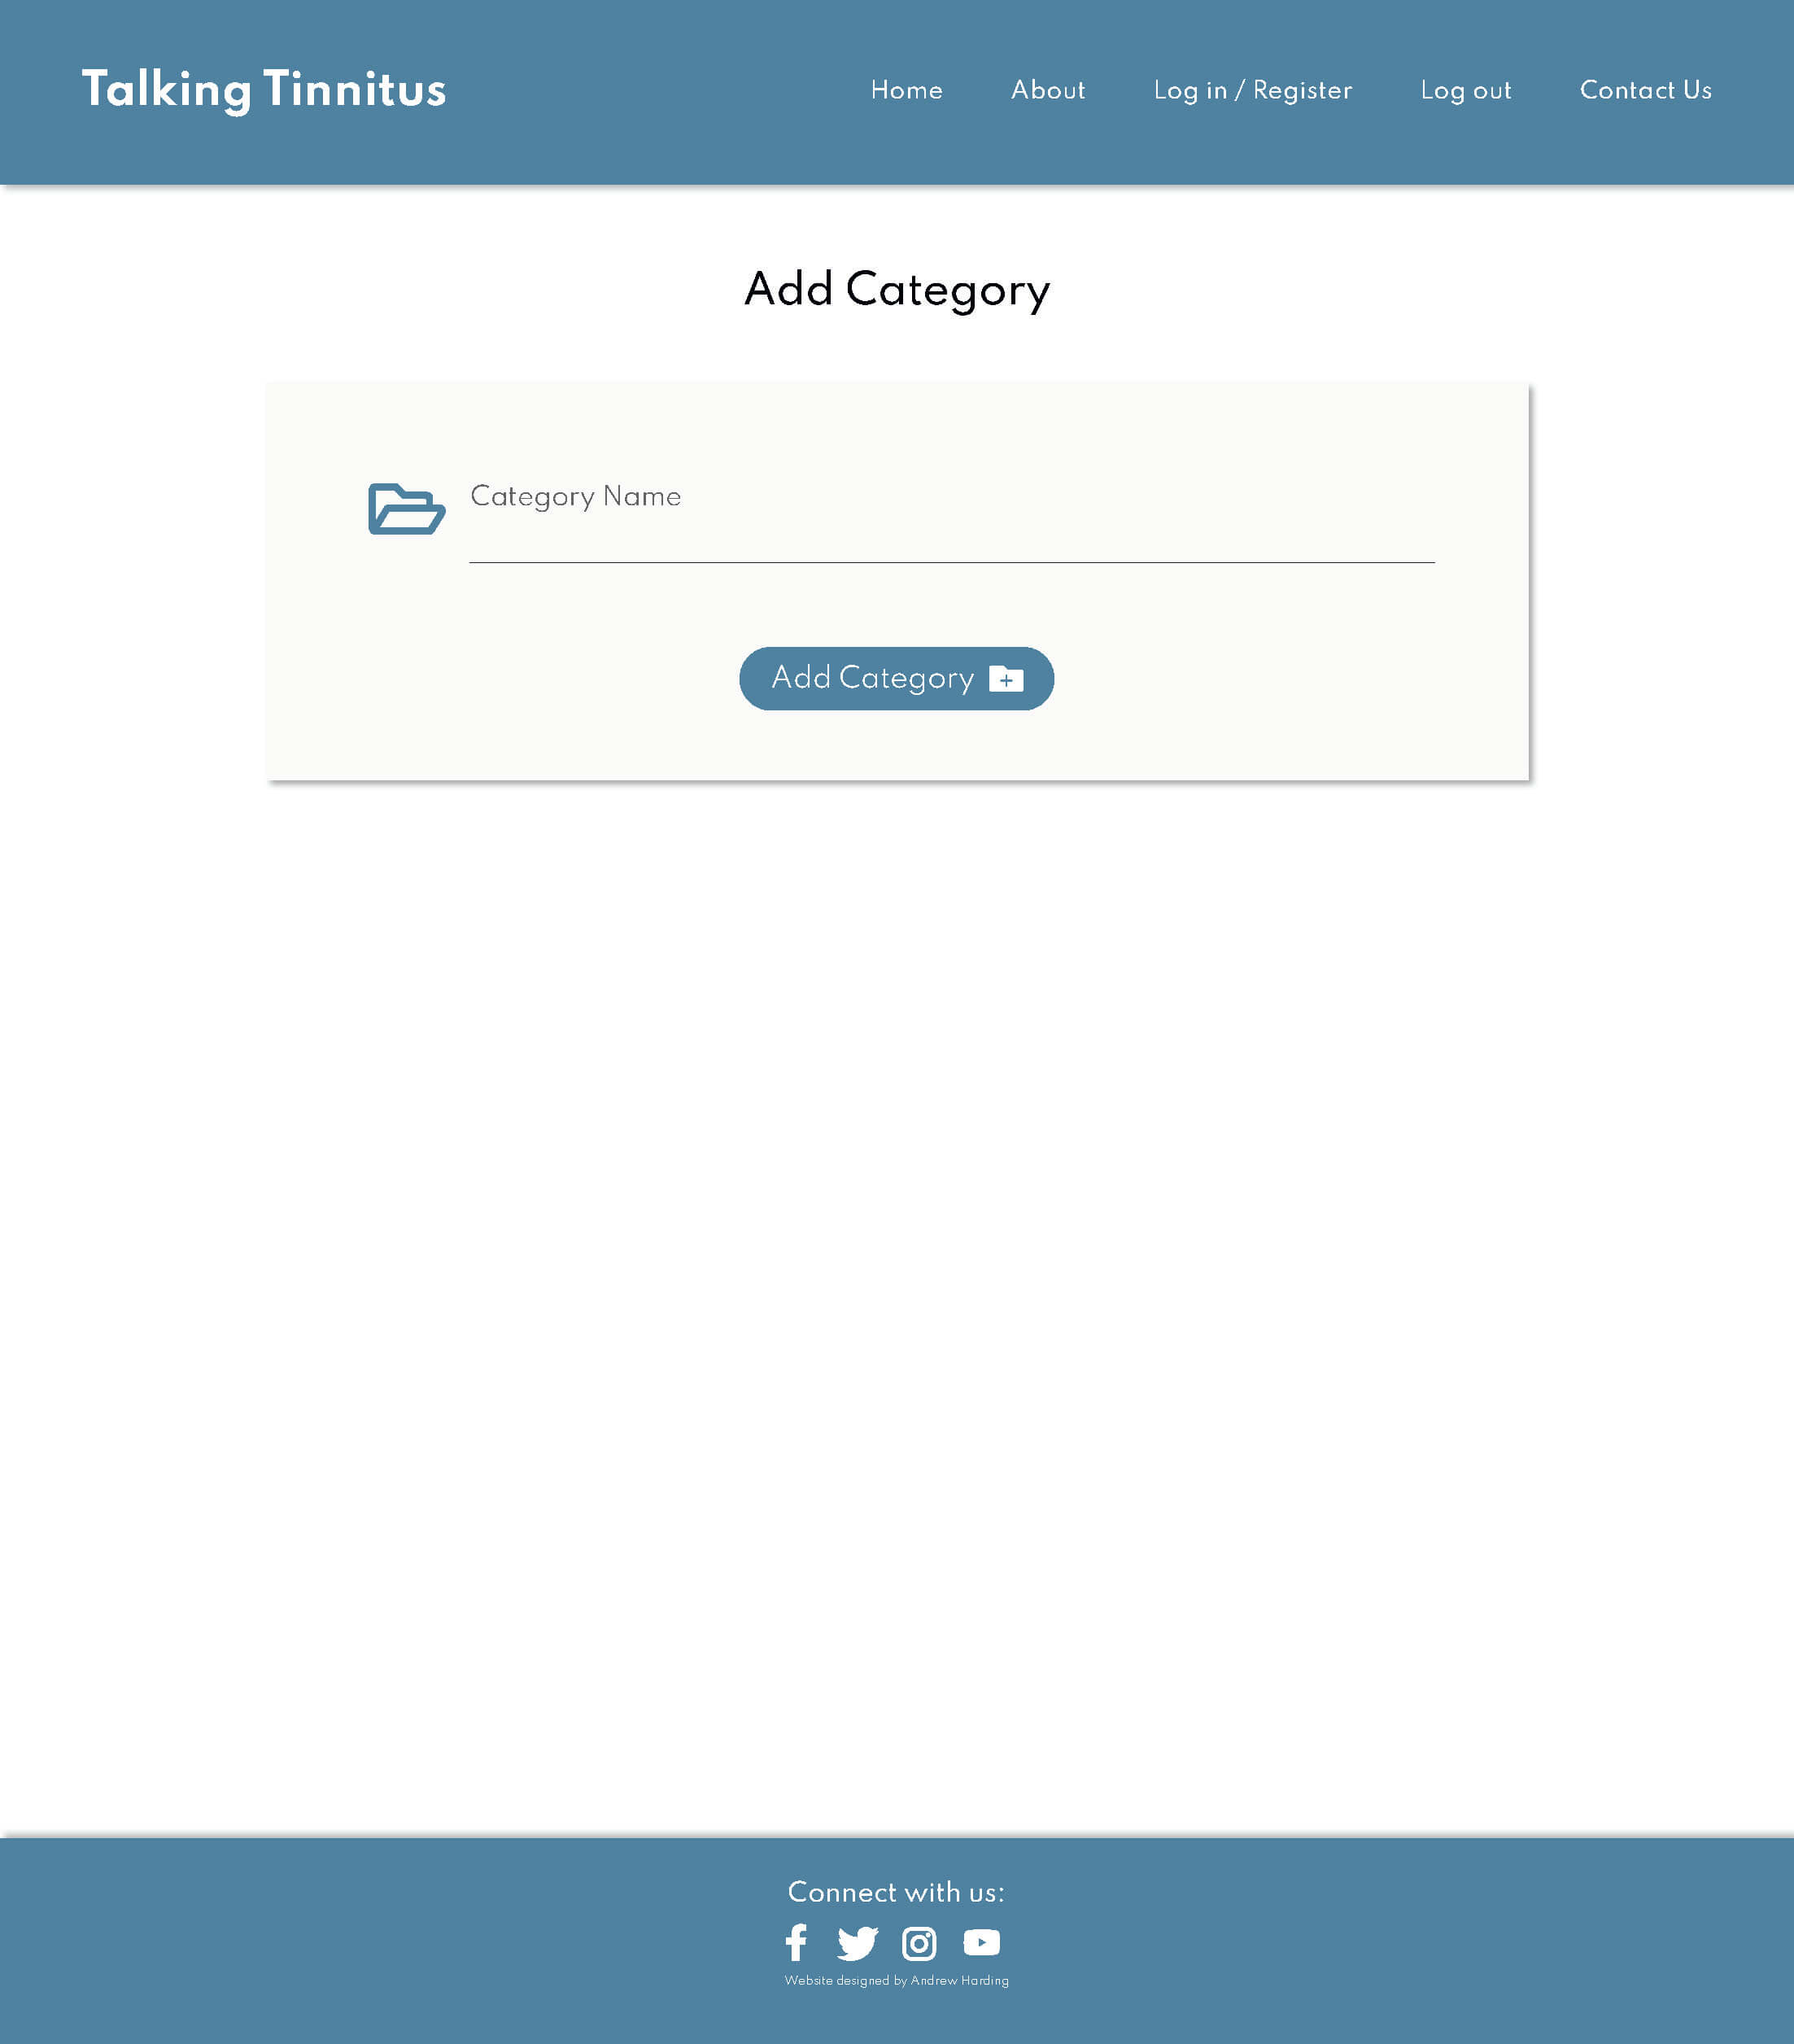 Talking Tinnitus
Home About Log in / Register Log out Contact Us
Add Category
Category Name
Add Category
Connect with us:
Website designed by Andrew Harding